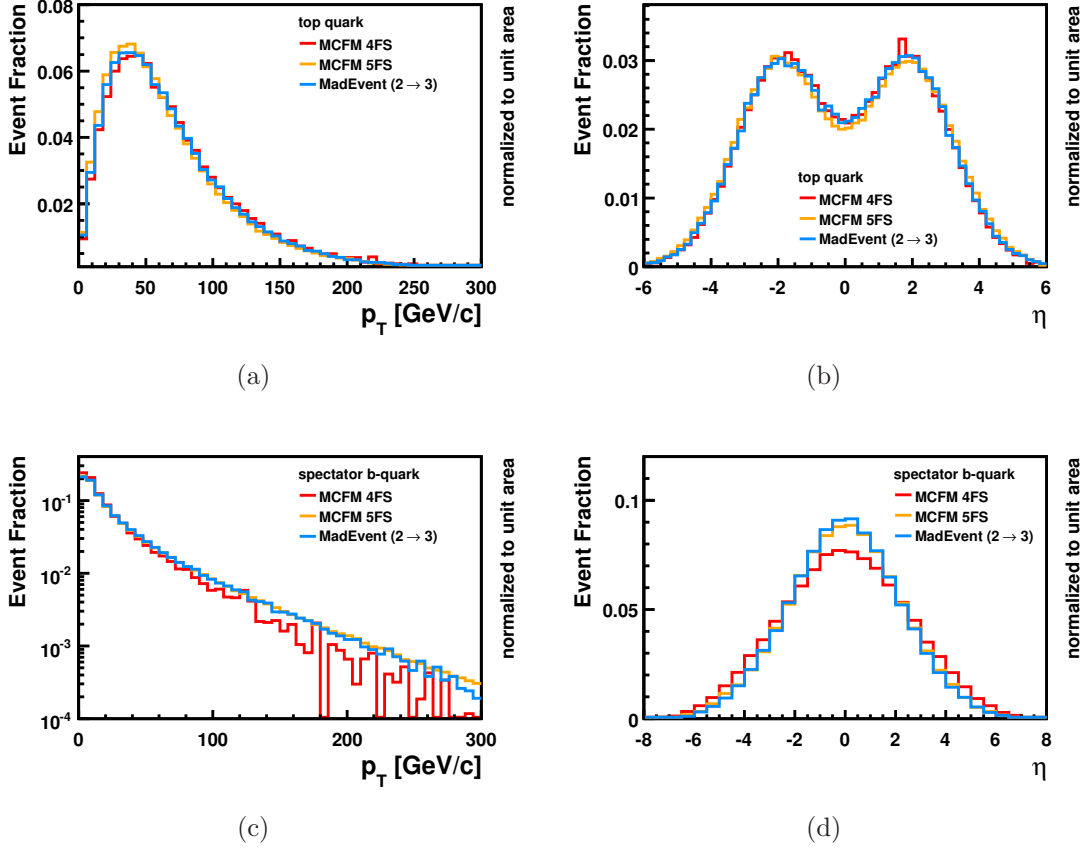 Event Fraction
0.08
0.06
0.04
0.02
top quark
MCFM 4FS
MCFM 5FS
MadEvent (2 → 3)
normalized to unit area
0 50 100 150 200 250 300
p_T [GeV/c]
(a)
Event Fraction
0.03
0.02
0.01
0
top quark
MCFM 4FS
MCFM 5FS
MadEvent (2 → 3)
normalized to unit area
-6 -4 -2 0 2 4 6
η
(b)
Event Fraction
10^-1
10^-2
10^-3
10^-4
spectator b-quark
MCFM 4FS
MCFM 5FS
MadEvent (2 → 3)
normalized to unit area
0 100 200 300
p_T [GeV/c]
(c)
Event Fraction
0.1
0.05
0
spectator b-quark
MCFM 4FS
MCFM 5FS
MadEvent (2 → 3)
normalized to unit area
-8 -6 -4 -2 0 2 4 6 8
η
(d)